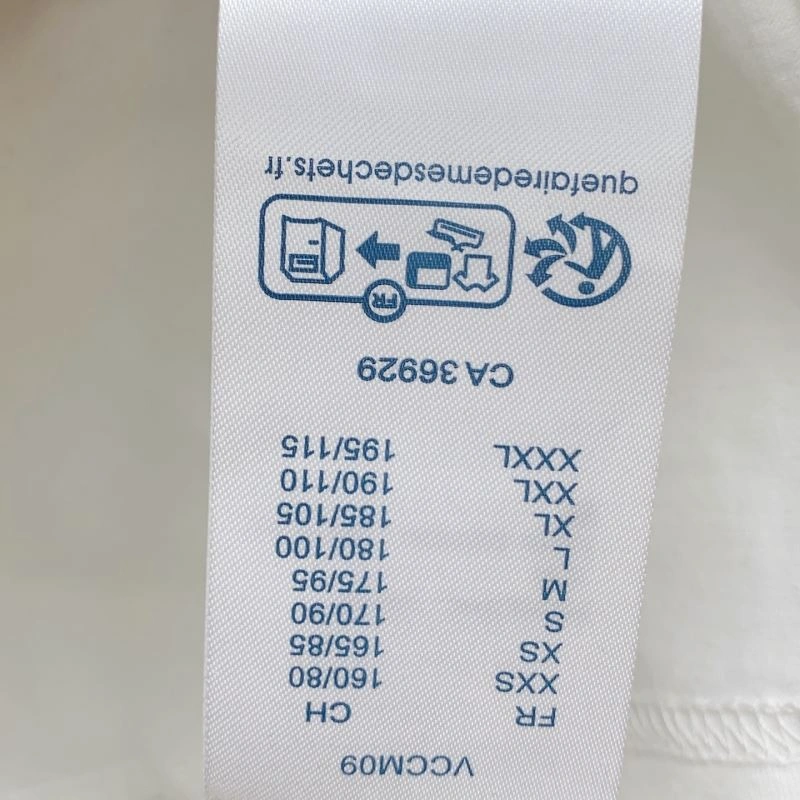 VCCM09
FR CH
XXS 160/80
XS 165/85
S 170/90
M 175/95
L 180/100
XL 185/105
XXL 190/110
XXXL 195/115
CA 36929
FR
quefairedemesdechets.fr